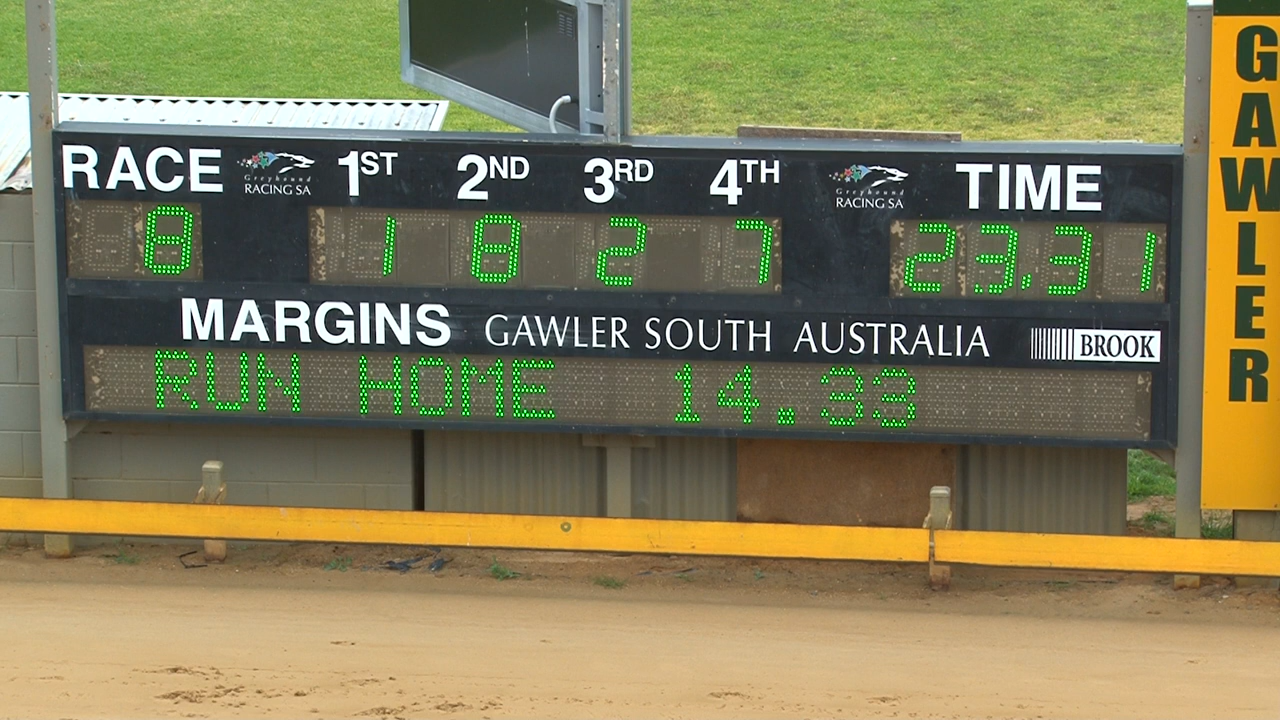 RACE Greyhound RACING SA 1ST 2ND 3RD 4TH Greyhound RACING SA TIME
8 1 8 2 7 23.31
MARGINS GAWLER SOUTH AUSTRALIA BROOK
RUN HOME 14.33
GAWLER